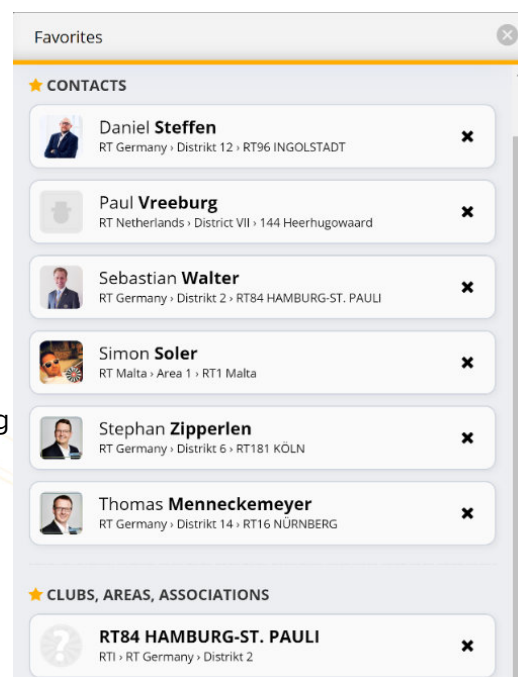 Favorites
CONTACTS
Daniel Steffen
RT Germany › Distrikt 12 › RT96 INGOLSTADT
Paul Vreeburg
RT Netherlands › District VII › 144 Heerhugowaard
Sebastian Walter
RT Germany › Distrikt 2 › RT84 HAMBURG-ST. PAULI
Simon Soler
RT Malta › Area 1 › RT1 Malta
g
Stephan Zipperlen
RT Germany › Distrikt 6 › RT181 KÖLN
Thomas Menneckemeyer
RT Germany › Distrikt 14 › RT16 NÜRNBERG
CLUBS, AREAS, ASSOCIATIONS
RT84 HAMBURG-ST. PAULI
RTI › RT Germany › Distrikt 2